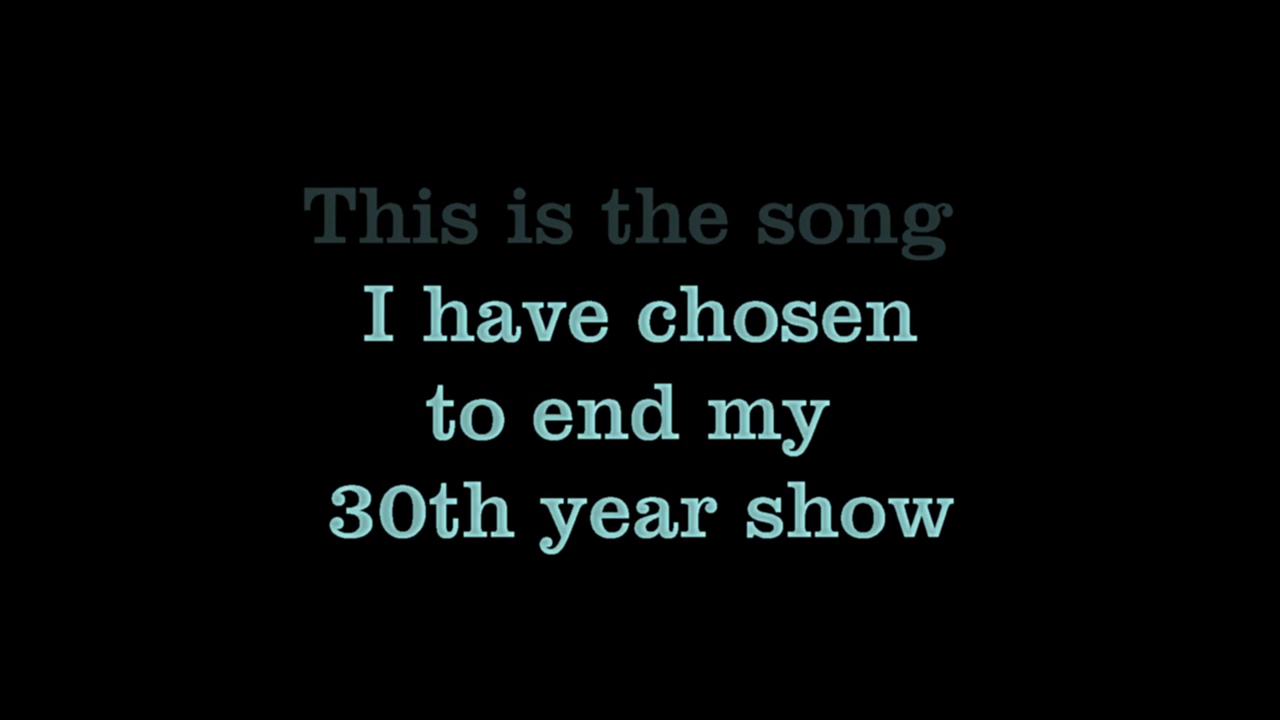 This is the song
I have chosen
to end my
30th year show